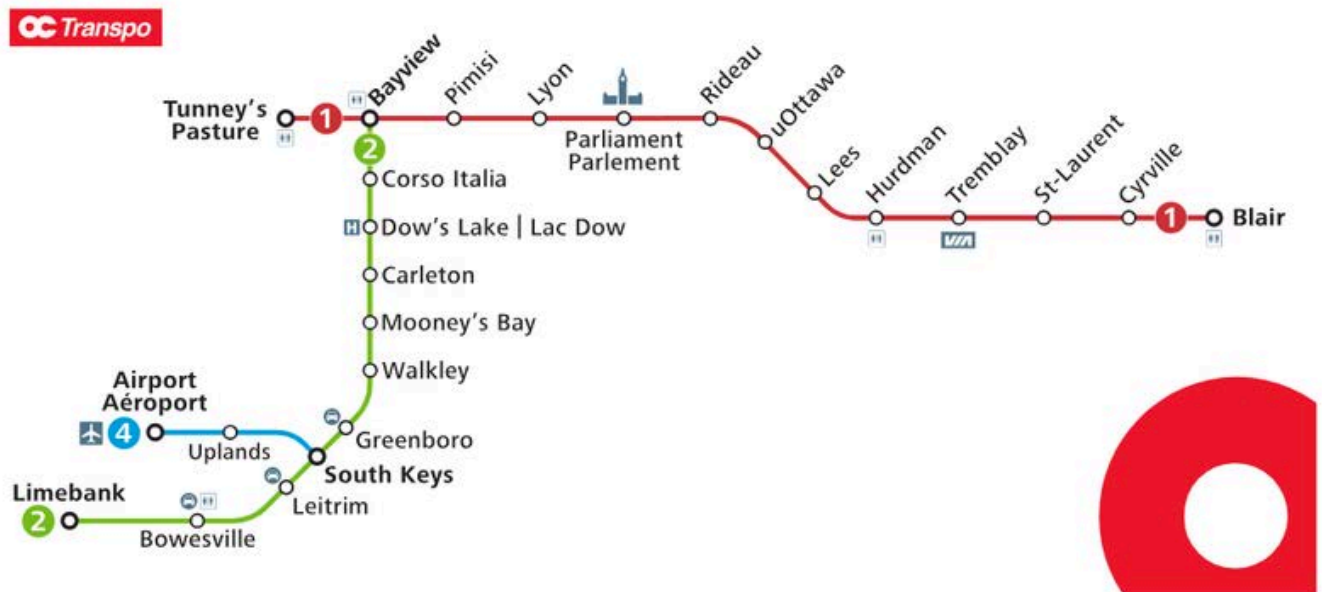 OC Transpo
Tunney's
Pasture
1
Bayview
Pimisi
Lyon
Parliament
Parlement
Rideau
uOttawa
Lees
Hurdman
Tremblay
VIA
St-Laurent
Cyrville
1
Blair
2
Corso Italia
H
Dow's Lake | Lac Dow
Carleton
Mooney's Bay
Walkley
Greenboro
Airport
Aéroport
4
Uplands
South Keys
Leitrim
Bowesville
Limebank
2